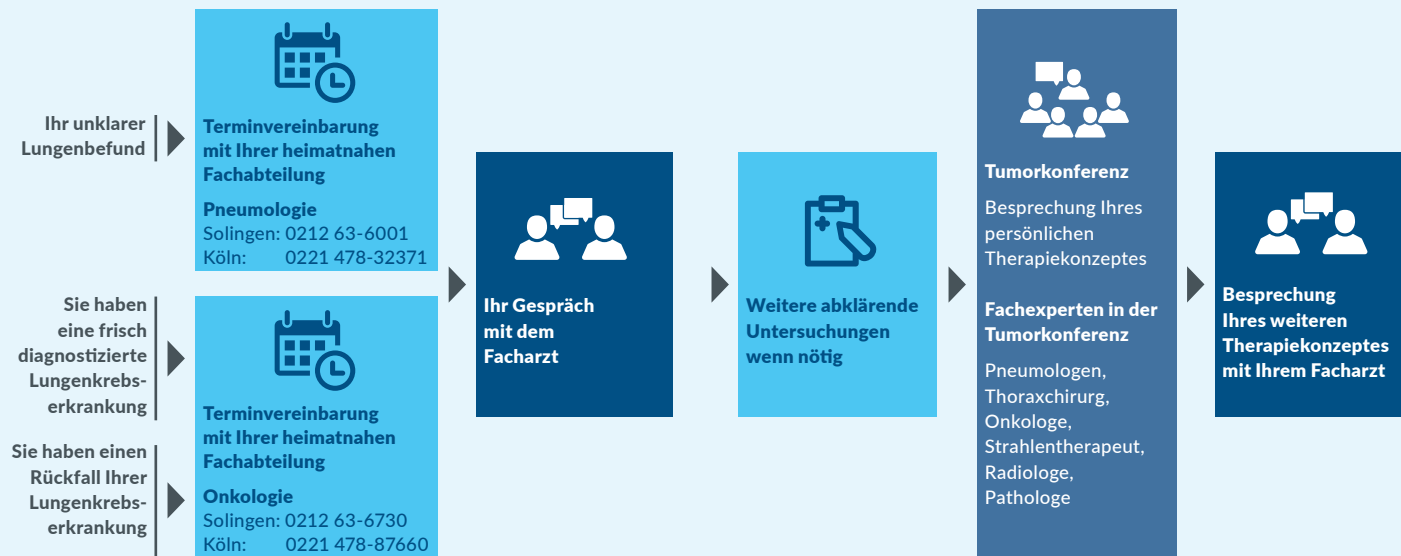 Ihr unklarer
Lungenbefund
Terminvereinbarung
mit Ihrer heimatnahen
Fachabteilung
Pneumologie
Solingen: 0212 63-6001
Köln: 0221 478-32371
Sie haben
eine frisch
diagnostizierte
Lungenkrebs-
erkrankung
Sie haben einen
Rückfall Ihrer
Lungenkrebs-
erkrankung
Terminvereinbarung
mit Ihrer heimatnahen
Fachabteilung
Onkologie
Solingen: 0212 63-6730
Köln: 0221 478-87660
Ihr Gespräch
mit dem
Facharzt
Weitere abklärende
Untersuchungen
wenn nötig
Tumorkonferenz
Besprechung Ihres
persönlichen
Therapiekonzeptes
Fachexperten in der
Tumorkonferenz
Pneumologen,
Thoraxchirurg,
Onkologe,
Strahlentherapeut,
Radiologe,
Pathologe
Besprechung
Ihres weiteren
Therapiekonzeptes
mit Ihrem Facharzt